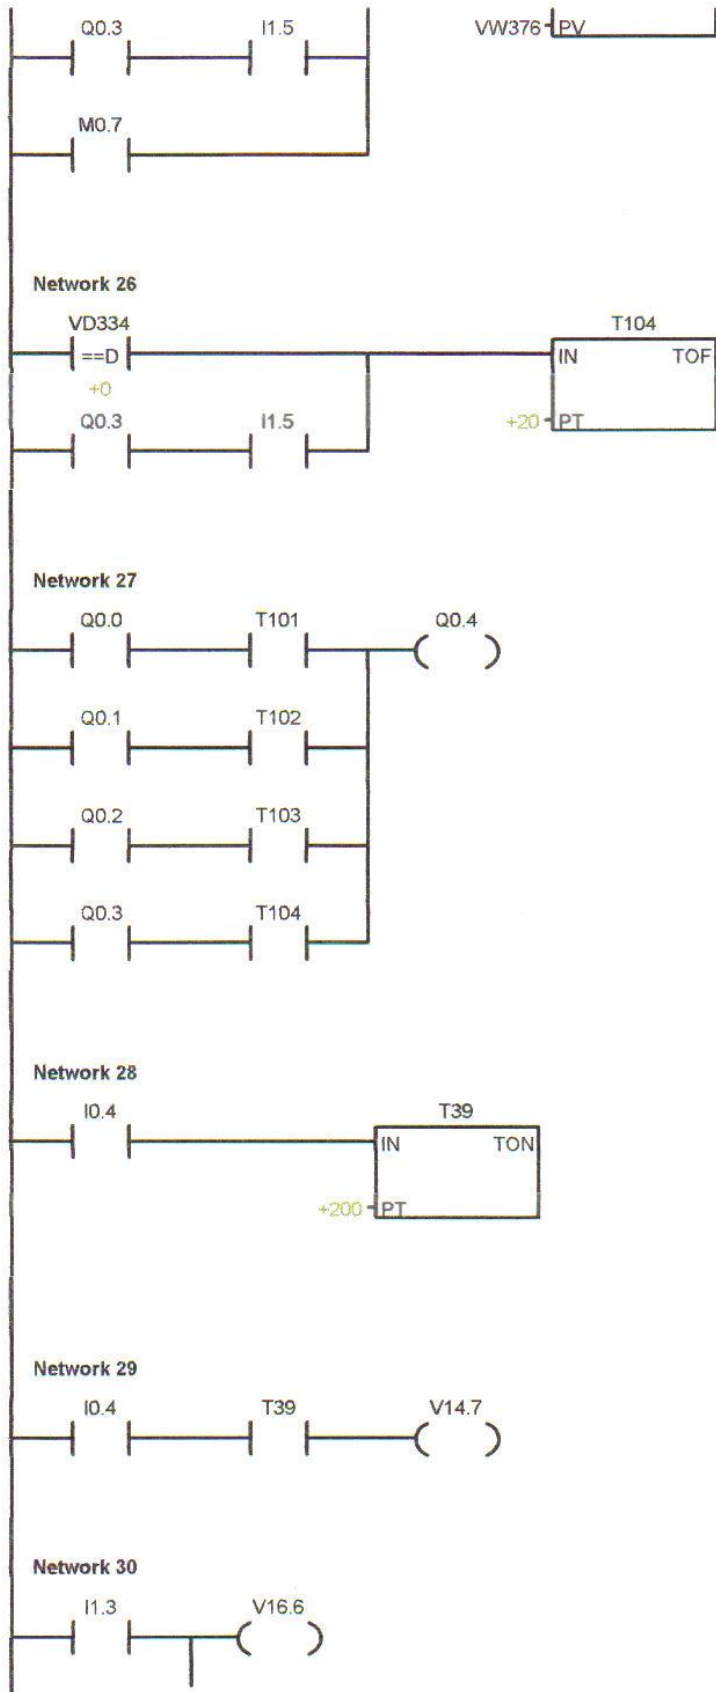 Q0.3 I1.5 VW376 PV
M0.7
Network 26
VD334 T104
==D IN TOF
+0
Q0.3 I1.5 +20 PT
Network 27
Q0.0 T101 Q0.4
Q0.1 T102
Q0.2 T103
Q0.3 T104
Network 28
I0.4 T39
IN TON
+200 PT
Network 29
I0.4 T39 V14.7
Network 30
I1.3 V16.6